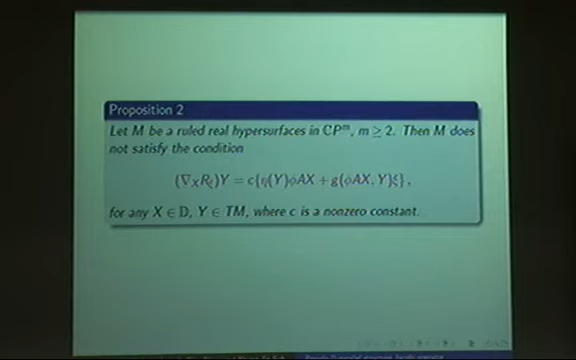 Proposition 2
Let M be a ruled real hypersurfaces in ℂPᵐ, m ≥ 2. Then M does
not satisfy the condition
(∇_X R_ξ)Y = c{η(Y)φAX + g(φAX, Y)ξ},
for any X ∈ 𝔻, Y ∈ TM, where c is a nonzero constant.